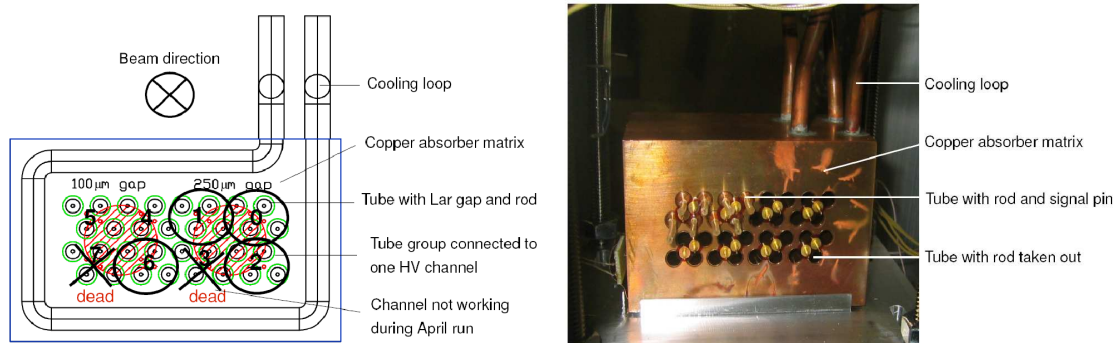 Beam direction
Cooling loop
Copper absorber matrix
100µm gap
250µm gap
5
4
1
0
Tube with Lar gap and rod
7
6
3
2
Tube group connected to
one HV channel
dead
dead
Channel not working
during April run
Cooling loop
Copper absorber matrix
Tube with rod and signal pin
Tube with rod taken out